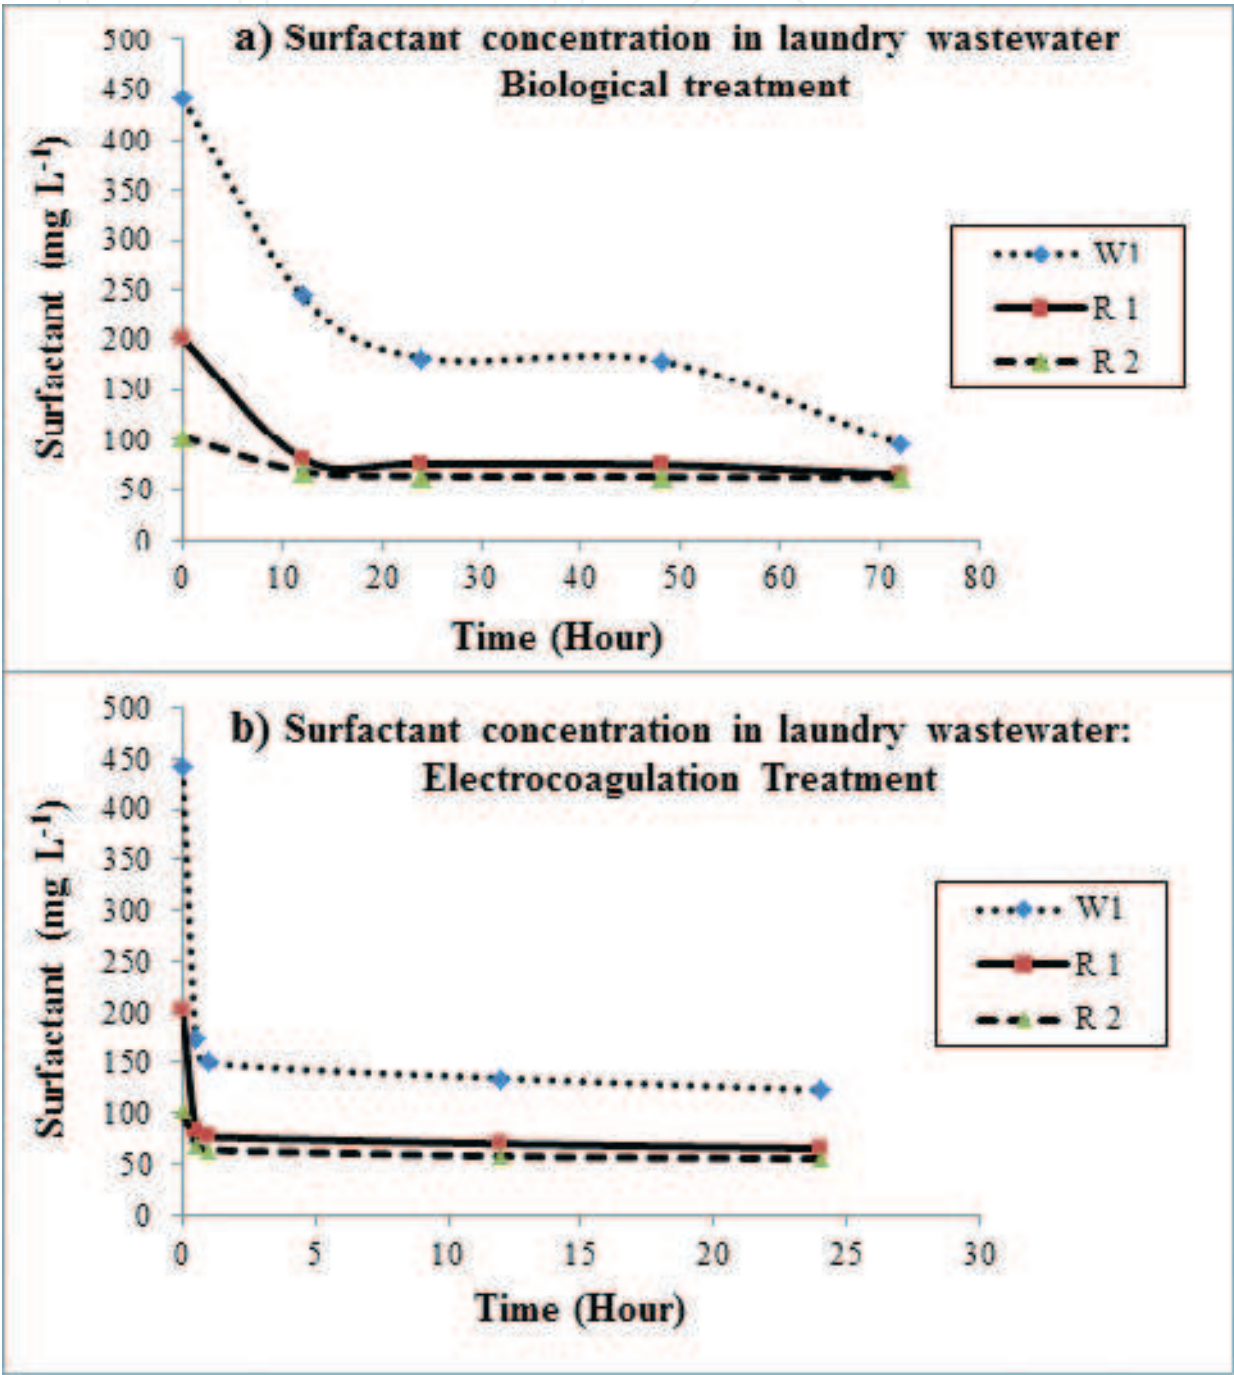 a) Surfactant concentration in laundry wastewater
Biological treatment
500
450
400
350
300
250
200
150
100
50
0
Surfactant (mg L⁻¹)
0 10 20 30 40 50 60 70 80
Time (Hour)
W1
R 1
R 2
b) Surfactant concentration in laundry wastewater:
Electrocoagulation Treatment
500
450
400
350
300
250
200
150
100
50
0
Surfactant (mg L⁻¹)
0 5 10 15 20 25 30
Time (Hour)
W1
R 1
R 2